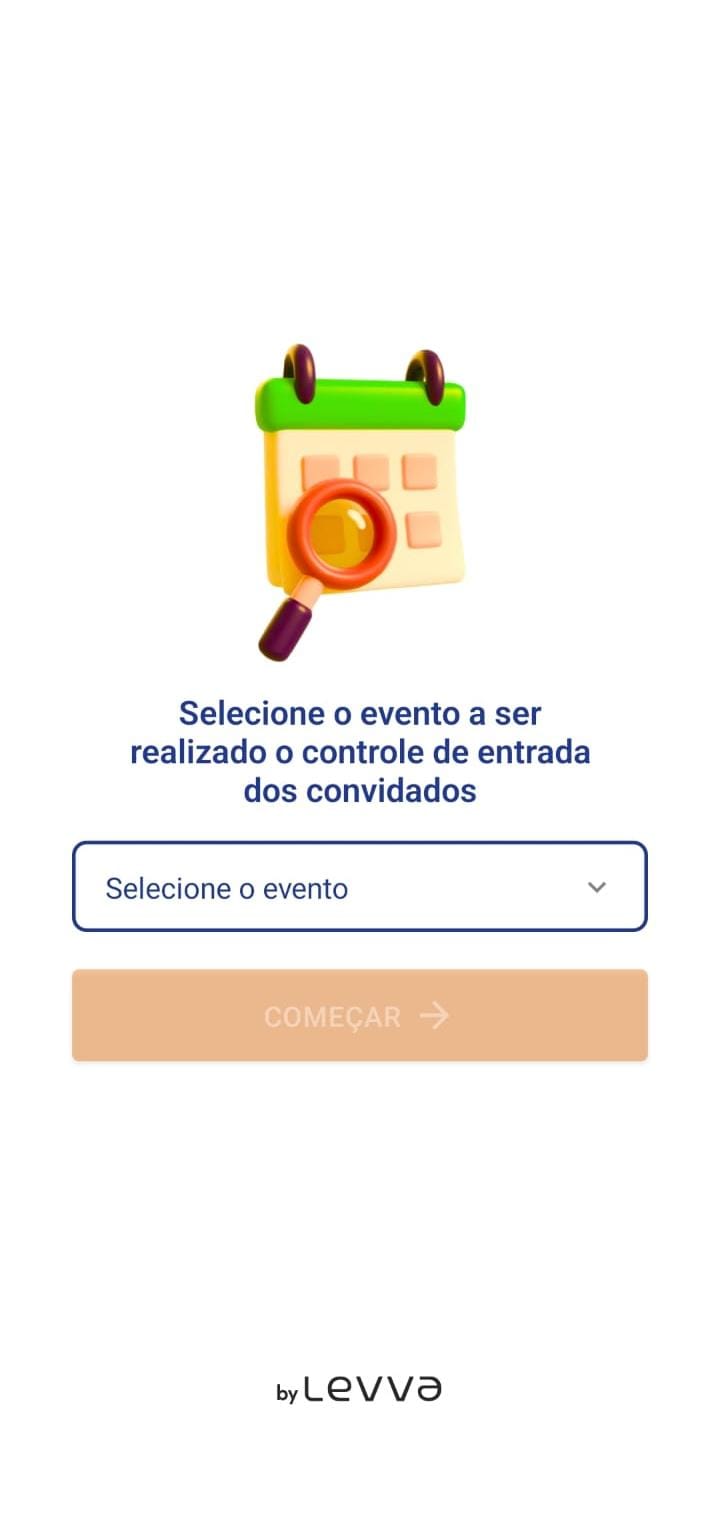 Selecione o evento a ser
realizado o controle de entrada
dos convidados
Selecione o evento
COMEÇAR
by Levva